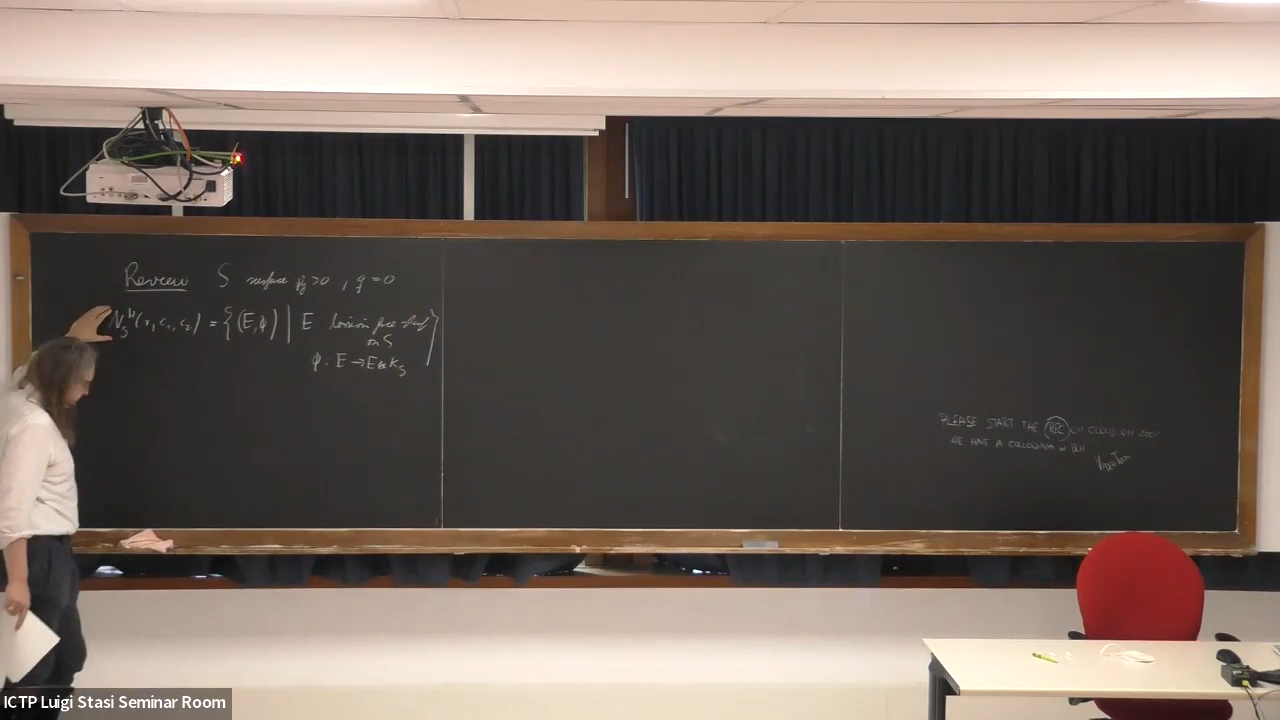 Review S surface p_g>0, q=0
N_S^H(r, c_1, c_2) = {(E, φ) | E torsion free sheaf
on S
φ: E → E⊗K_S }
PLEASE START THE REC ON CLOUD ON ZOOM
WE HAVE A COLLOQUIUM IN BLH
ICTP Luigi Stasi Seminar Room